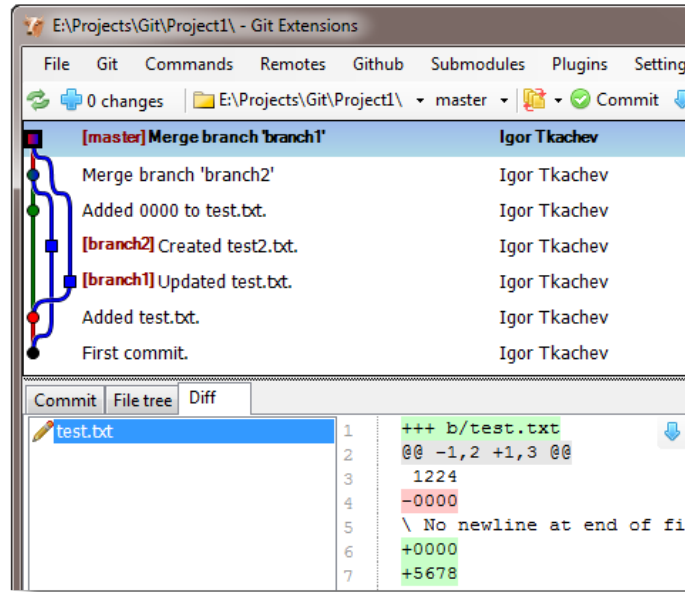 E:\Projects\Git\Project1\ - Git Extensions
File Git Commands Remotes Github Submodules Plugins Setting
0 changes E:\Projects\Git\Project1\ master Commit
[master] Merge branch 'branch1' Igor Tkachev
Merge branch 'branch2' Igor Tkachev
Added 0000 to test.txt. Igor Tkachev
[branch2] Created test2.txt. Igor Tkachev
[branch1] Updated test.txt. Igor Tkachev
Added test.txt. Igor Tkachev
First commit. Igor Tkachev
Commit File tree Diff
test.txt
1 +++ b/test.txt
2 @@ -1,2 +1,3 @@
3 1224
4 -0000
5 \ No newline at end of fi
6 +0000
7 +5678